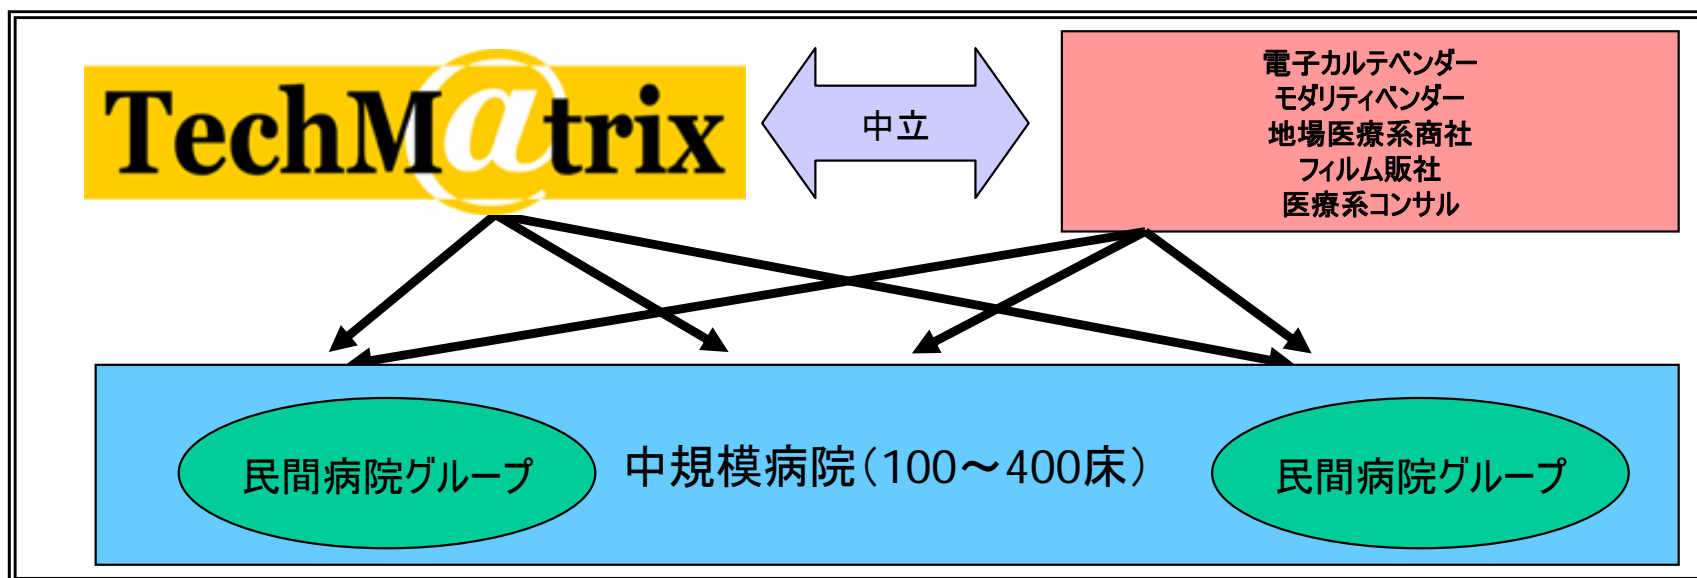 TechM@trix
中立
電子カルテベンダー
モダリティベンダー
地場医療系商社
フィルム販社
医療系コンサル
民間病院グループ
中規模病院(100～400床)
民間病院グループ